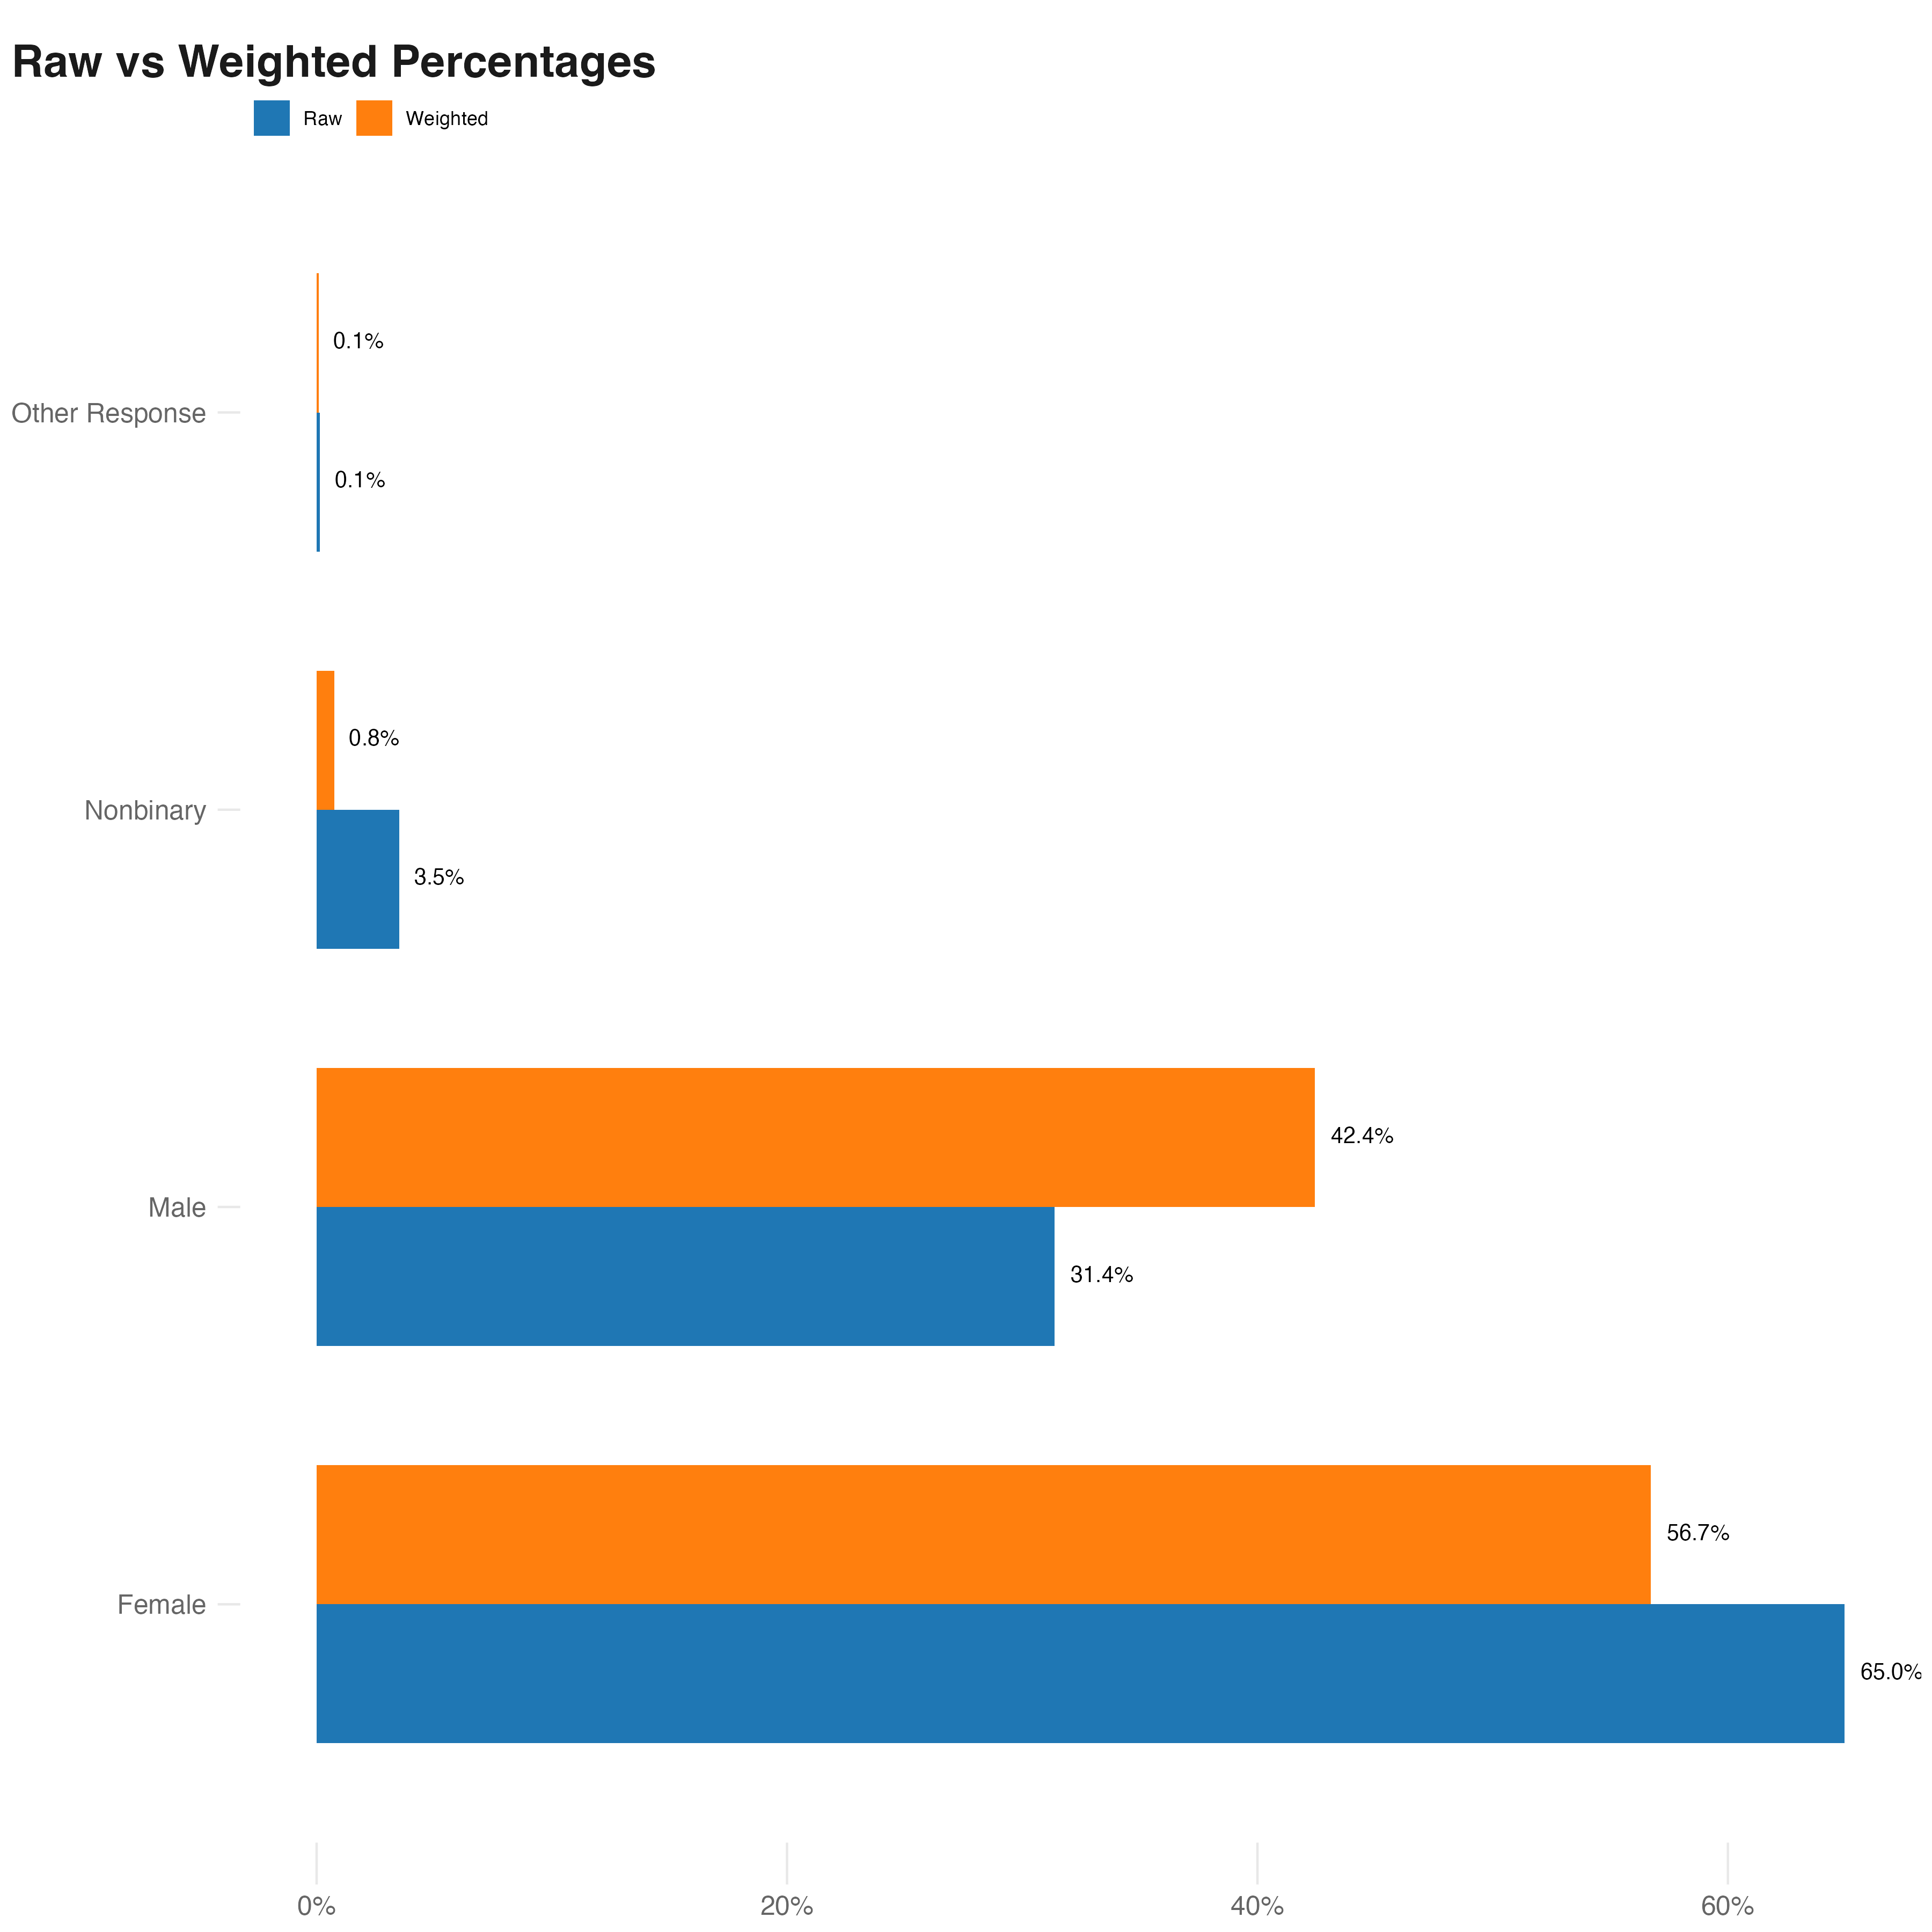 Raw vs Weighted Percentages
Raw Weighted
0.1%
Other Response
0.1%
0.8%
Nonbinary
3.5%
42.4%
Male
31.4%
56.7%
Female
65.0%
0% 20% 40% 60%